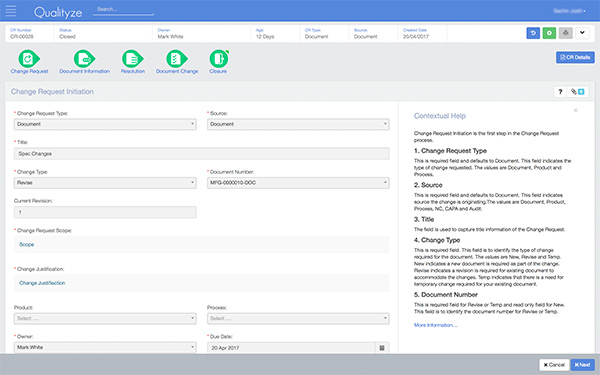 Qualityze
Search...
Sachin Joshi
CR Number Status: Owner: Age: CR Type: Source: Created Date
CR-00028 Closed Mark White 12 Days Document Document 20/04/2017
Change Request Document Information Resolution Document Change Closure
CR Details
Change Request Initiation
?
* Change Request Type: * Source:
Document Document
* Title:
Spec Changes
* Change Type: * Document Number:
Revise MFG-0000010-DOC
Current Revision:
1
* Change Request Scope:
Scope
* Change Justification:
Change Justifiaction
Product: Process:
Select .... Select ....
* Owner: * Due Date:
Mark White 20 Apr 2017
Contextual Help
Change Request Initiation is the first step in the Change Request
process.
1. Change Request Type
This is required field and defaults to Document. This field indicates the
type of change requested. The values are Document, Product and
Process.
2. Source
This is required field and defaults to Document. This field indicates
source the change is originating.The values are Document, Product,
Process, NC, CAPA and Audit.
3. Title
The field is used to capture title information of the Change Request.
4. Change Type
This is required field. This field is to identify the type of change
required for the document. The values are New, Revise and Temp.
New indicates a new document is required as part of the change.
Revise indicates a revision is required for existing document to
accommodate the changes. Temp indicates that there is a need for
temporary change required for your existing document.
5. Document Number
This is required field for Revise or Temp and read only field for New.
This field is to identify the document number for Revise or Temp.
More Information...
Cancel Next